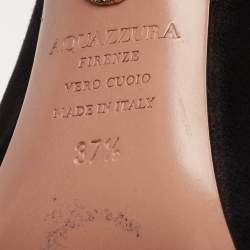 AQUAZZURA
FIRENZE
VERO CUOIO
MADE IN ITALY
37½